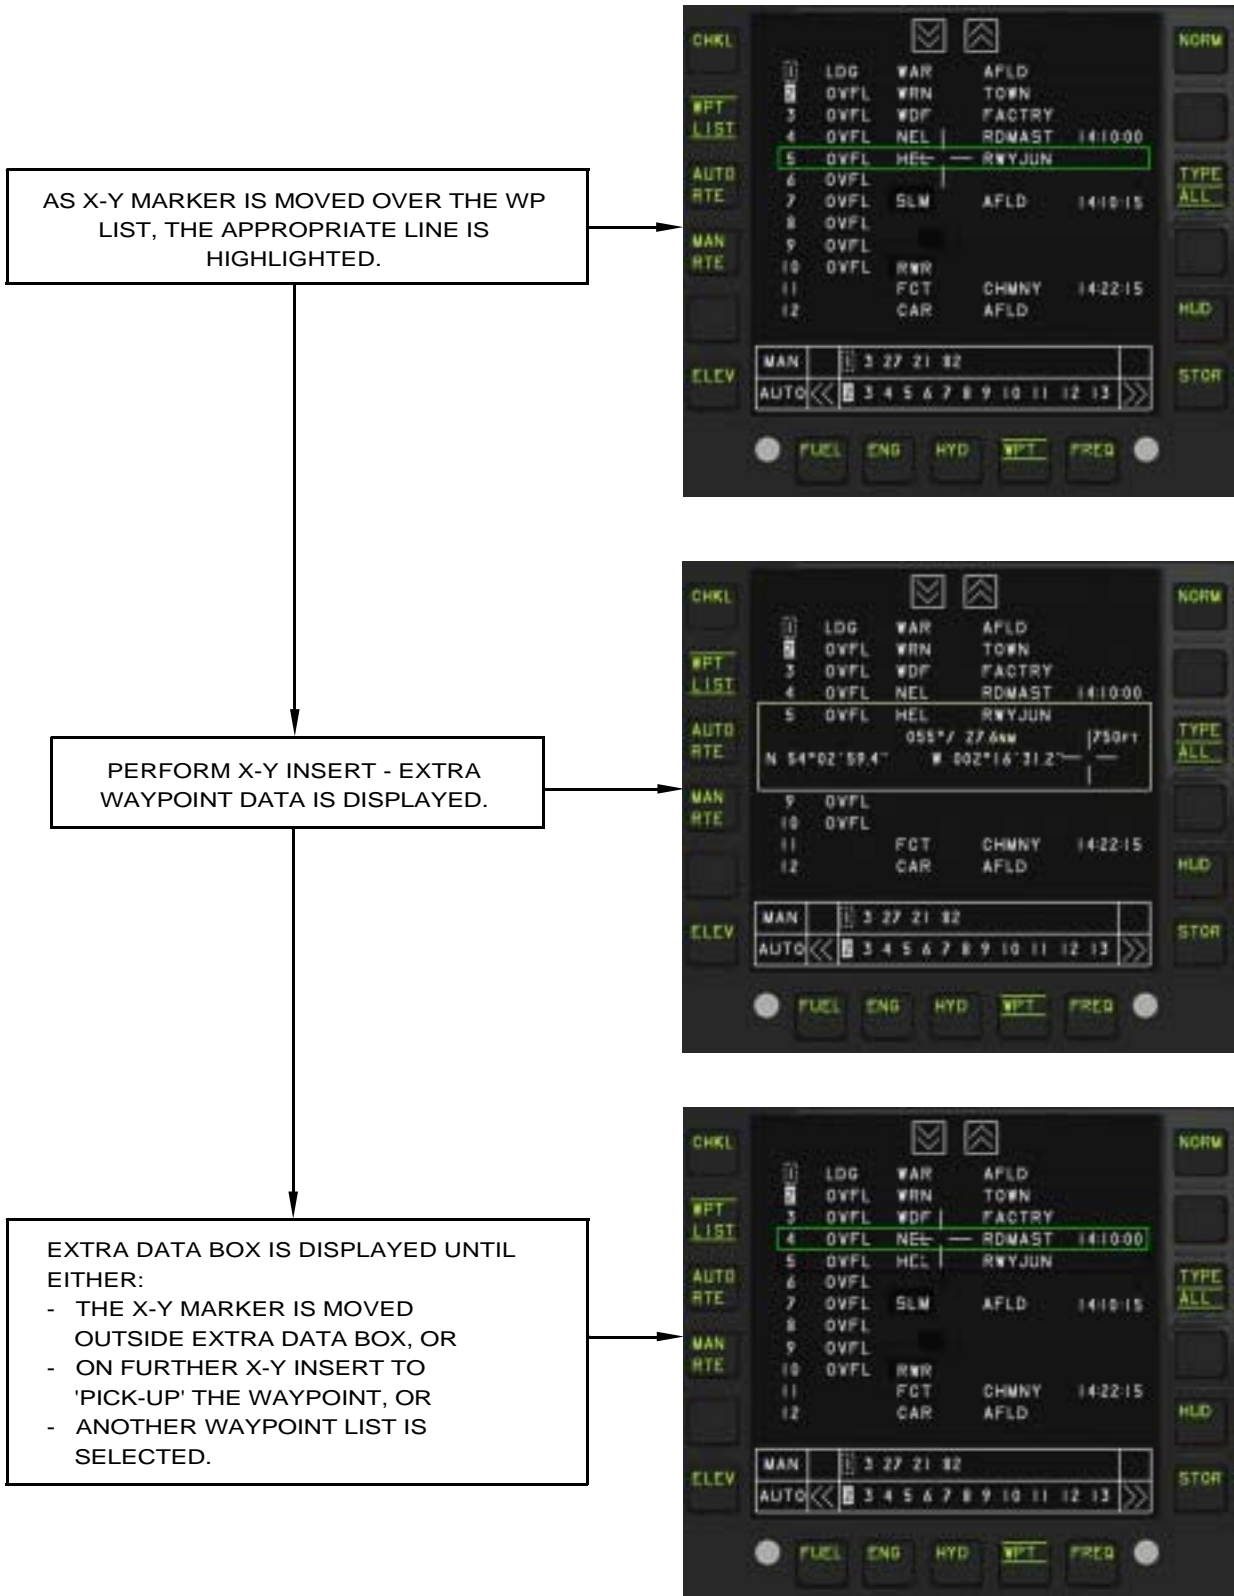 AS X-Y MARKER IS MOVED OVER THE WP
LIST, THE APPROPRIATE LINE IS
HIGHLIGHTED.
CHKL
NORM
1 LDG WAR AFLD
2 OVFL WRN TOWN
WPT
LIST
3 OVFL WDF FACTRY
4 OVFL NEL RDMAST 14:10:00
5 OVFL HEL RWYJUN
AUTO
RTE
TYPE
ALL
6 OVFL
7 OVFL SLM AFLD 14:10:15
8 OVFL
MAN
RTE
9 OVFL
10 OVFL RWR
11 FCT CHMNY 14:22:15
12 CAR AFLD
HUD
MAN 1 3 27 21 82
ELEV
STOR
AUTO << 2 3 4 5 6 7 8 9 10 11 12 13 >>
FUEL ENG HYD WPT FREQ
PERFORM X-Y INSERT - EXTRA
WAYPOINT DATA IS DISPLAYED.
CHKL
NORM
1 LDG WAR AFLD
2 OVFL WRN TOWN
WPT
LIST
3 OVFL WDF FACTRY
4 OVFL NEL RDMAST 14:10:00
5 OVFL HEL RWYJUN
AUTO
RTE
TYPE
ALL
055°/ 27.6NM 1750FT
N 54°02'59.4" W 002°16'31.2"
MAN
RTE
9 OVFL
10 OVFL
11 FCT CHMNY 14:22:15
12 CAR AFLD
HUD
MAN 1 3 27 21 82
ELEV
STOR
AUTO << 2 3 4 5 6 7 8 9 10 11 12 13 >>
FUEL ENG HYD WPT FREQ
EXTRA DATA BOX IS DISPLAYED UNTIL
EITHER:
- THE X-Y MARKER IS MOVED
OUTSIDE EXTRA DATA BOX, OR
- ON FURTHER X-Y INSERT TO
'PICK-UP' THE WAYPOINT, OR
- ANOTHER WAYPOINT LIST IS
SELECTED.
CHKL
NORM
1 LDG WAR AFLD
2 OVFL WRN TOWN
WPT
LIST
3 OVFL WDF FACTRY
4 OVFL NEL RDMAST 14:10:00
5 OVFL HEL RWYJUN
AUTO
RTE
TYPE
ALL
6 OVFL
7 OVFL SLM AFLD 14:10:15
8 OVFL
MAN
RTE
9 OVFL
10 OVFL RWR
11 FCT CHMNY 14:22:15
12 CAR AFLD
HUD
MAN 1 3 27 21 82
ELEV
STOR
AUTO << 2 3 4 5 6 7 8 9 10 11 12 13 >>
FUEL ENG HYD WPT FREQ